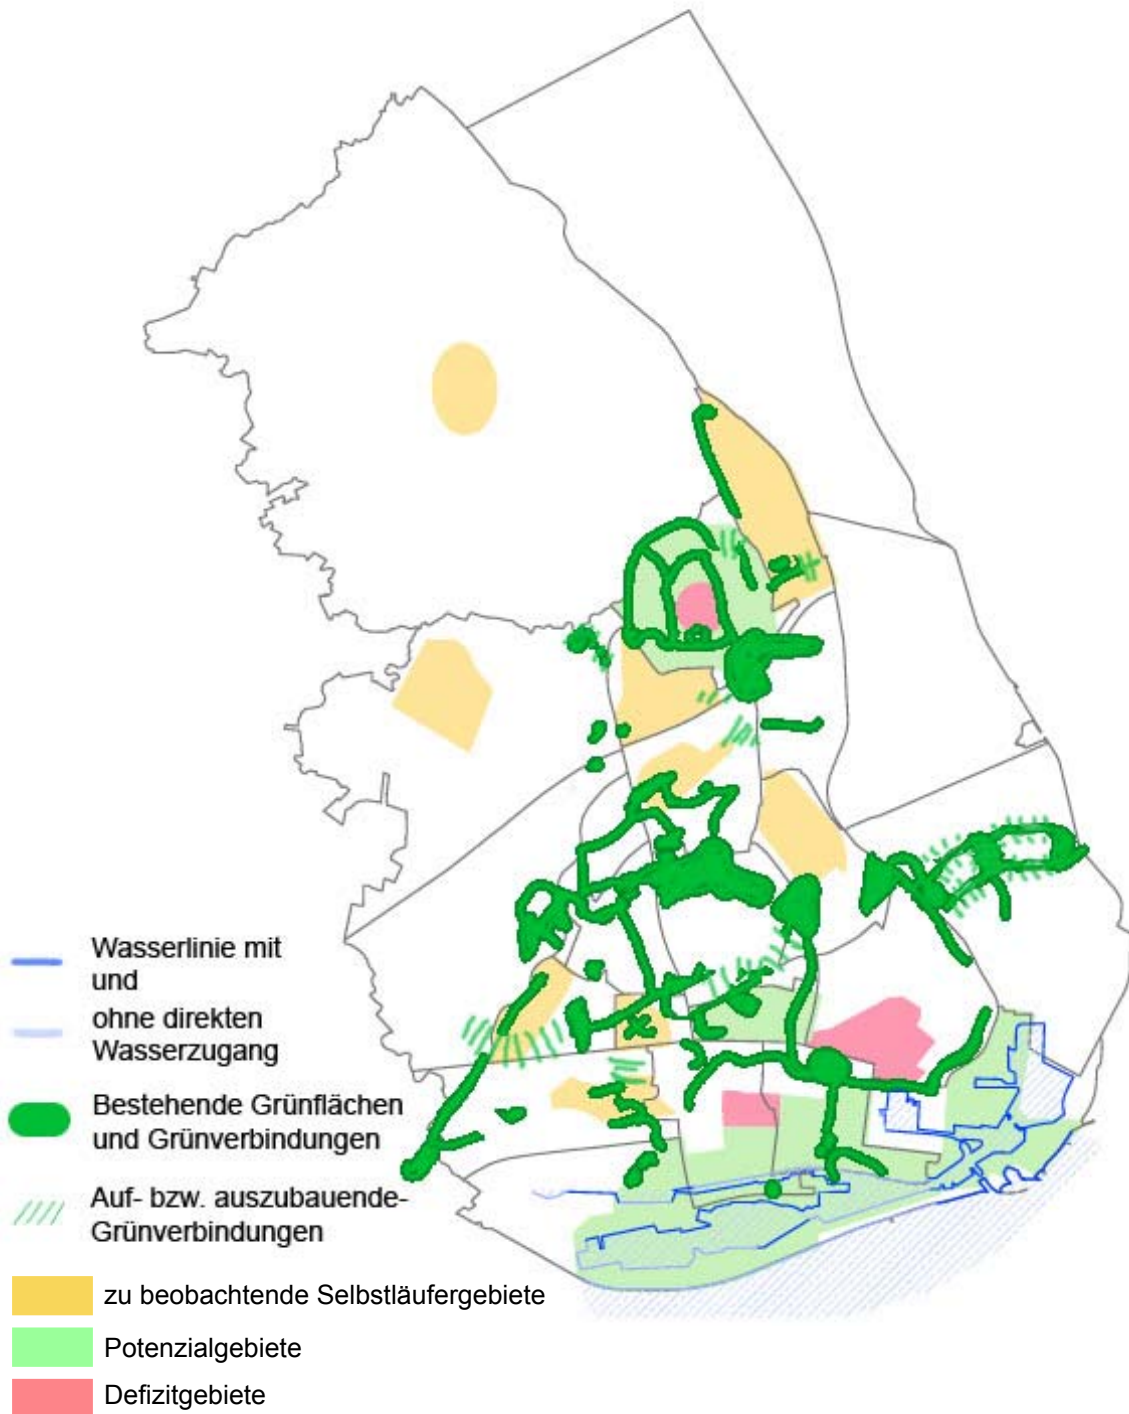 Wasserlinie mit
und
ohne direkten
Wasserzugang
Bestehende Grünflächen
und Grünverbindungen
Auf- bzw. auszubauende-
Grünverbindungen
zu beobachtende Selbstläufergebiete
Potenzialgebiete
Defizitgebiete